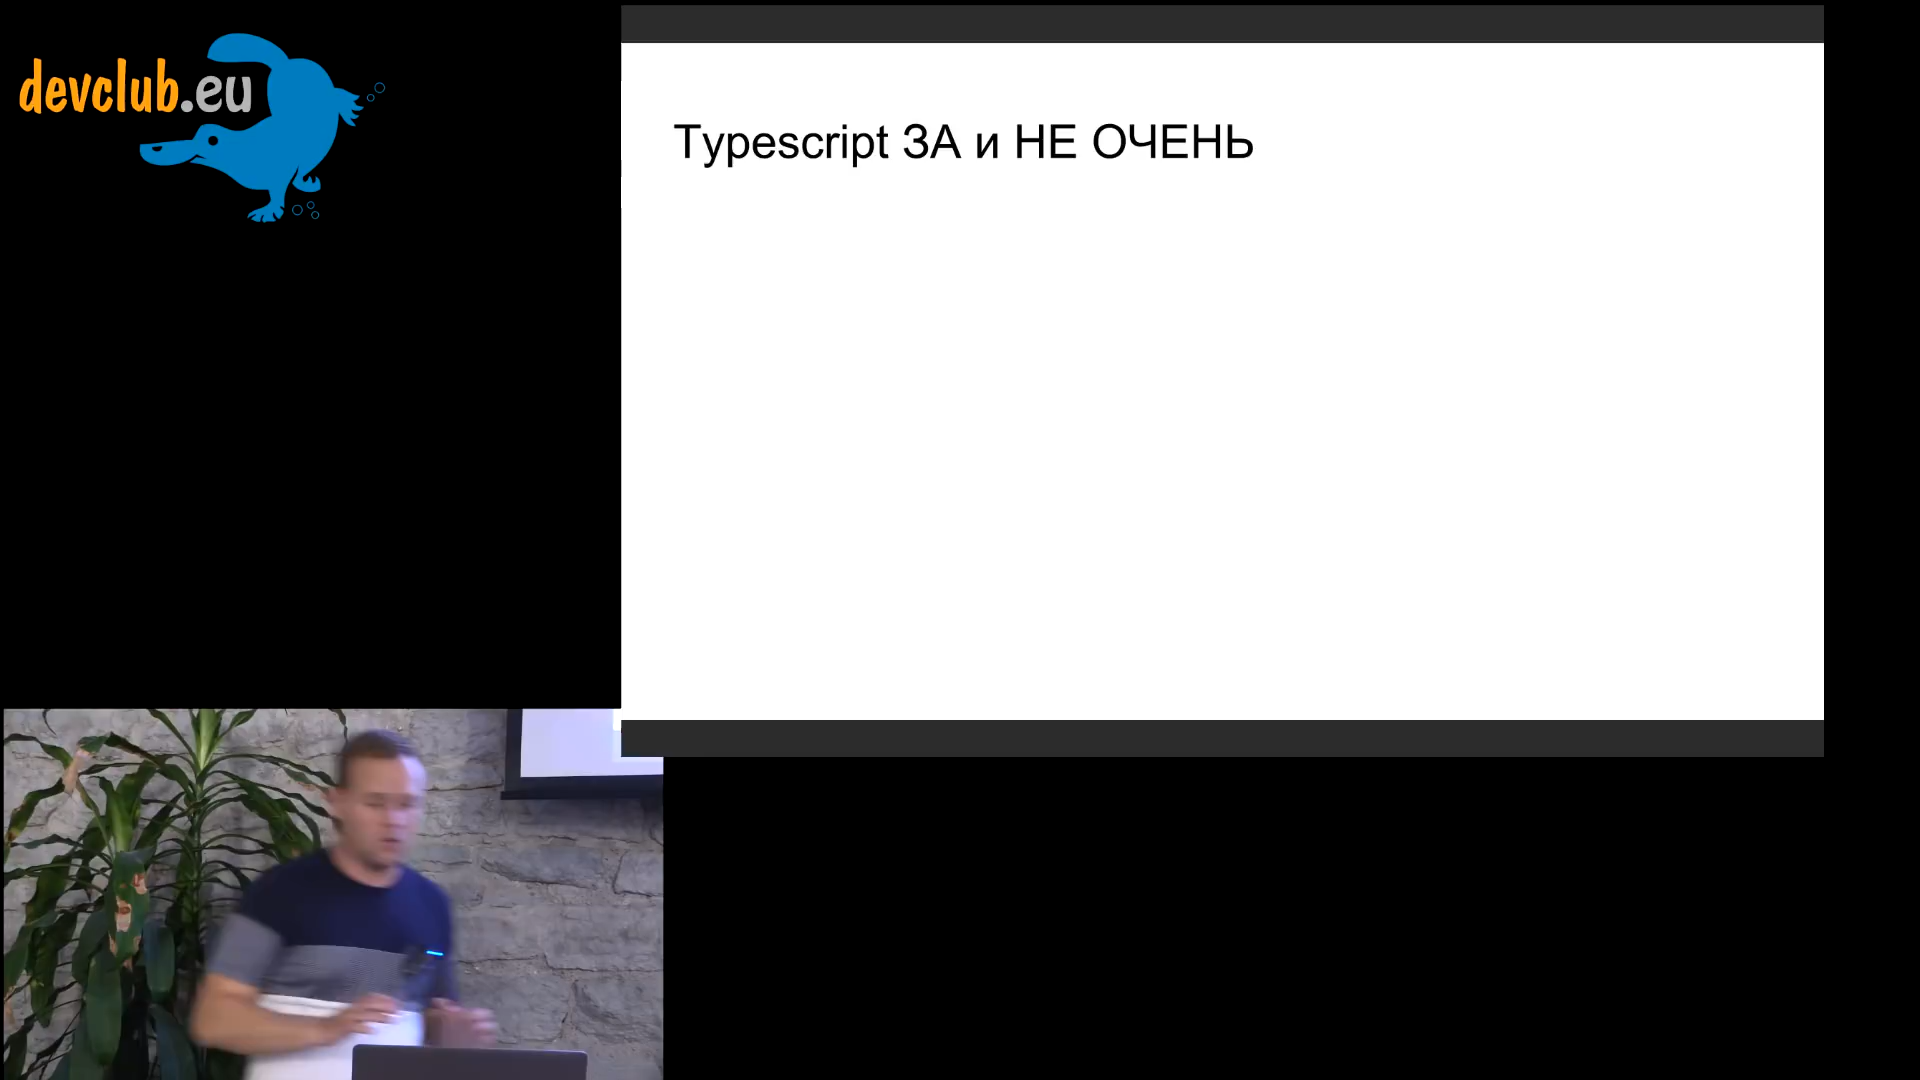 devclub.eu
Typescript ЗА и НЕ ОЧЕНЬ